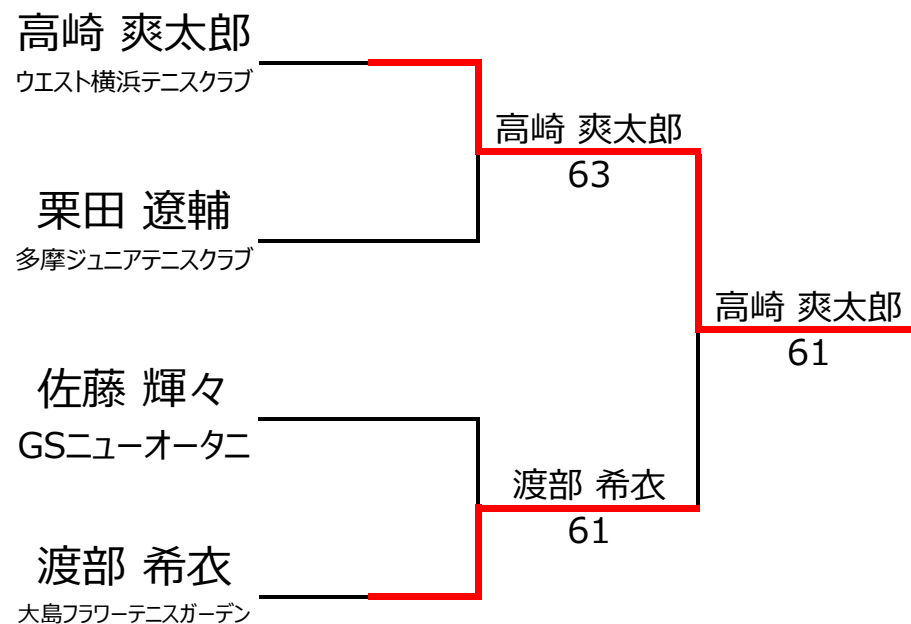 高崎 爽太郎
ウエスト横浜テニスクラブ
高崎 爽太郎
63
栗田 遼輔
多摩ジュニアテニスクラブ
高崎 爽太郎
61
佐藤 輝々
GSニューオータニ
渡部 希衣
61
渡部 希衣
大島フラワーテニスガーデン